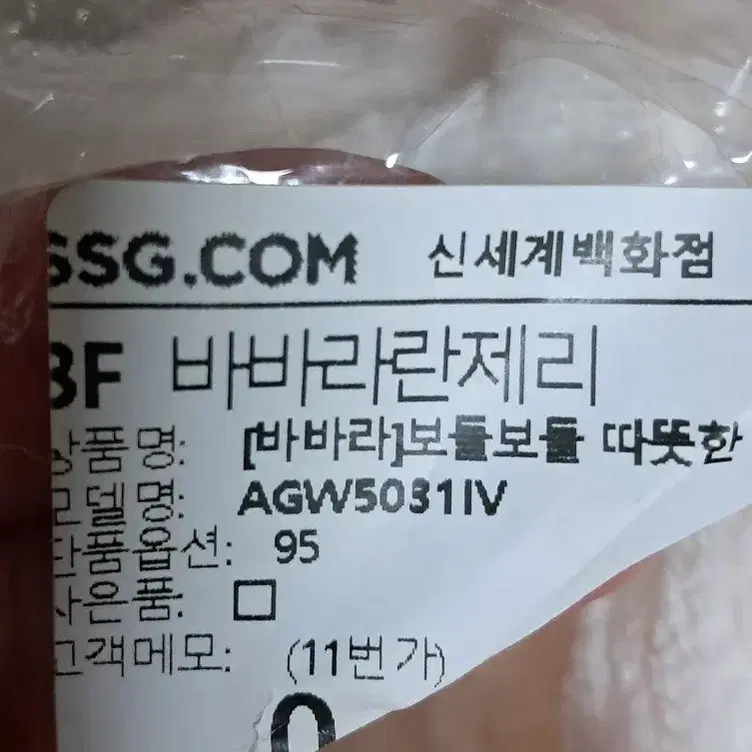 SSG.COM 신세계백화점
3F 바바라란제리
상품명: [바바라]보들보들 따뜻한
모델명: AGW5031IV
단품옵션: 95
사은품: □
고객메모: (11번가)